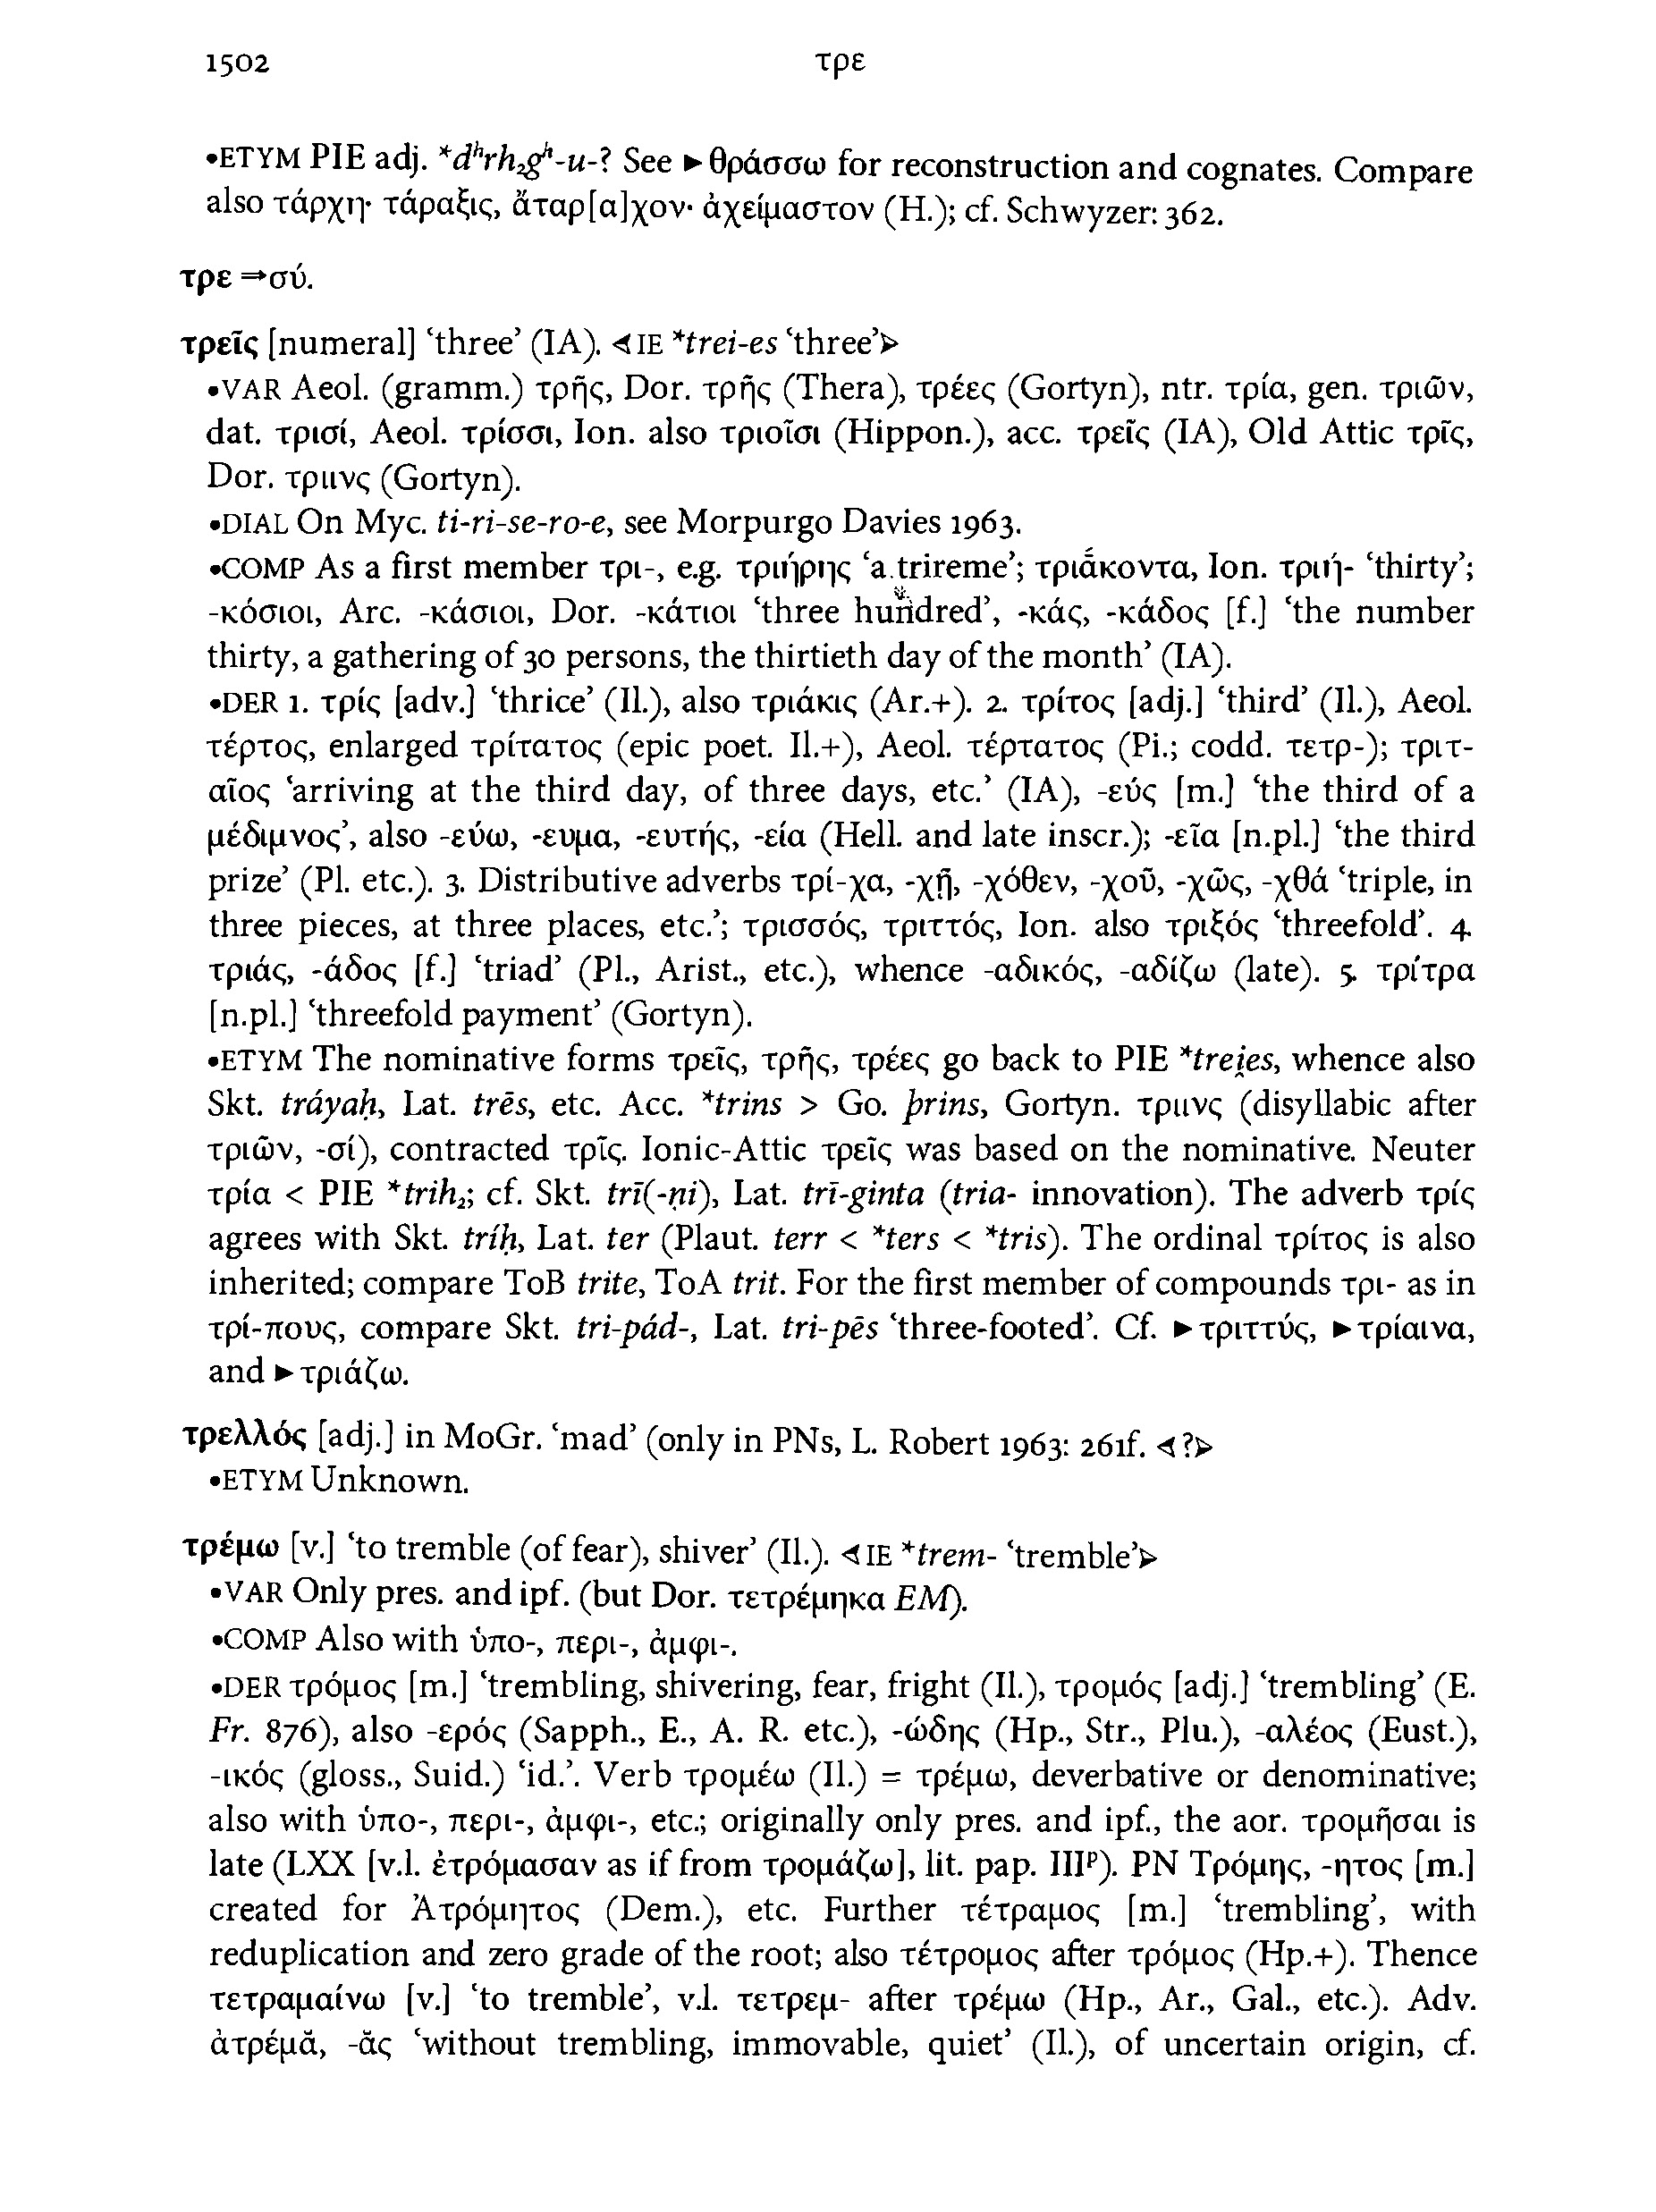 1502 τρε
•ETYM PIE adj. *dʰrh₂gʰ-u-? See ►θράσσω for reconstruction and cognates. Compare
also τάρχη· τάραξις, ἄταρ[α]χον· ἀχείμαστον (H.); cf. Schwyzer: 362.
τρε ⇒σύ.
τρεῖς [numeral] ‘three’ (IA). ◁IE *trei-es ‘three’▷
•VAR Aeol. (gramm.) τρῆς, Dor. τρῆς (Thera), τρέες (Gortyn), ntr. τρία, gen. τριῶν,
dat. τρισί, Aeol. τρίσσι, Ion. also τριοῖσι (Hippon.), acc. τρεῖς (IA), Old Attic τρῖς,
Dor. τριινς (Gortyn).
•DIAL On Myc. ti-ri-se-ro-e, see Morpurgo Davies 1963.
•COMP As a first member τρι-, e.g. τριήρης ‘a trireme’; τριάκοντα, Ion. τριή- ‘thirty’;
-κόσιοι, Arc. -κάσιοι, Dor. -κάτιοι ‘three hundred’, -κάς, -κάδος [f.] ‘the number
thirty, a gathering of 30 persons, the thirtieth day of the month’ (IA).
•DER 1. τρίς [adv.] ‘thrice’ (Il.), also τριάκις (Ar.+). 2. τρίτος [adj.] ‘third’ (Il.), Aeol.
τέρτος, enlarged τρίτατος (epic poet. Il.+), Aeol. τέρτατος (Pi.; codd. τετρ-); τριτ-
αῖος ‘arriving at the third day, of three days, etc.’ (IA), -εύς [m.] ‘the third of a
μέδιμνος’, also -εύω, -ευμα, -ευτής, -εία (Hell. and late inscr.); -εῖα [n.pl.] ‘the third
prize’ (Pl. etc.). 3. Distributive adverbs τρί-χα, -χῇ, -χόθεν, -χοῦ, -χῶς, -χθά ‘triple, in
three pieces, at three places, etc.’; τρισσός, τριττός, Ion. also τριξός ‘threefold’. 4.
τριάς, -άδος [f.] ‘triad’ (Pl., Arist., etc.), whence -αδικός, -αδίζω (late). 5. τρίτρα
[n.pl.] ‘threefold payment’ (Gortyn).
•ETYM The nominative forms τρεῖς, τρῆς, τρέες go back to PIE *trei̯es, whence also
Skt. tráyaḥ, Lat. trēs, etc. Acc. *trins > Go. þrins, Gortyn. τριινς (disyllabic after
τριῶν, -σί), contracted τρῖς. Ionic-Attic τρεῖς was based on the nominative. Neuter
τρία < PIE *trih₂; cf. Skt. trī(-ṇi), Lat. trī-ginta (tria- innovation). The adverb τρίς
agrees with Skt. tríḥ, Lat. ter (Plaut. terr < *ters < *tris). The ordinal τρίτος is also
inherited; compare ToB trite, ToA trit. For the first member of compounds τρι- as in
τρί-πους, compare Skt. tri-pád-, Lat. tri-pēs ‘three-footed’. Cf. ►τριττύς, ►τρίαινα,
and ►τριάζω.
τρελλός [adj.] in MoGr. ‘mad’ (only in PNs, L. Robert 1963: 261f. ◁?▷
•ETYM Unknown.
τρέμω [v.] ‘to tremble (of fear), shiver’ (Il.). ◁IE *trem- ‘tremble’▷
•VAR Only pres. and ipf. (but Dor. τετρέμηκα EM).
•COMP Also with ὑπο-, περι-, ἀμφι-.
•DER τρόμος [m.] ‘trembling, shivering, fear, fright (Il.), τρομός [adj.] ‘trembling’ (E.
Fr. 876), also -ερός (Sapph., E., A. R. etc.), -ώδης (Hp., Str., Plu.), -αλέος (Eust.),
-ικός (gloss., Suid.) ‘id.’. Verb τρομέω (Il.) = τρέμω, deverbative or denominative;
also with ὑπο-, περι-, ἀμφι-, etc.; originally only pres. and ipf., the aor. τρομῆσαι is
late (LXX [v.l. ἐτρόμασαν as if from τρομάζω], lit. pap. IIIᵖ). PN Τρόμης, -ητος [m.]
created for Ἀτρόμητος (Dem.), etc. Further τέτραμος [m.] ‘trembling’, with
reduplication and zero grade of the root; also τέτρομος after τρόμος (Hp.+). Thence
τετραμαίνω [v.] ‘to tremble’, v.l. τετρεμ- after τρέμω (Hp., Ar., Gal., etc.). Adv.
ἀτρέμᾰ, -ᾰς ‘without trembling, immovable, quiet’ (Il.), of uncertain origin, cf.